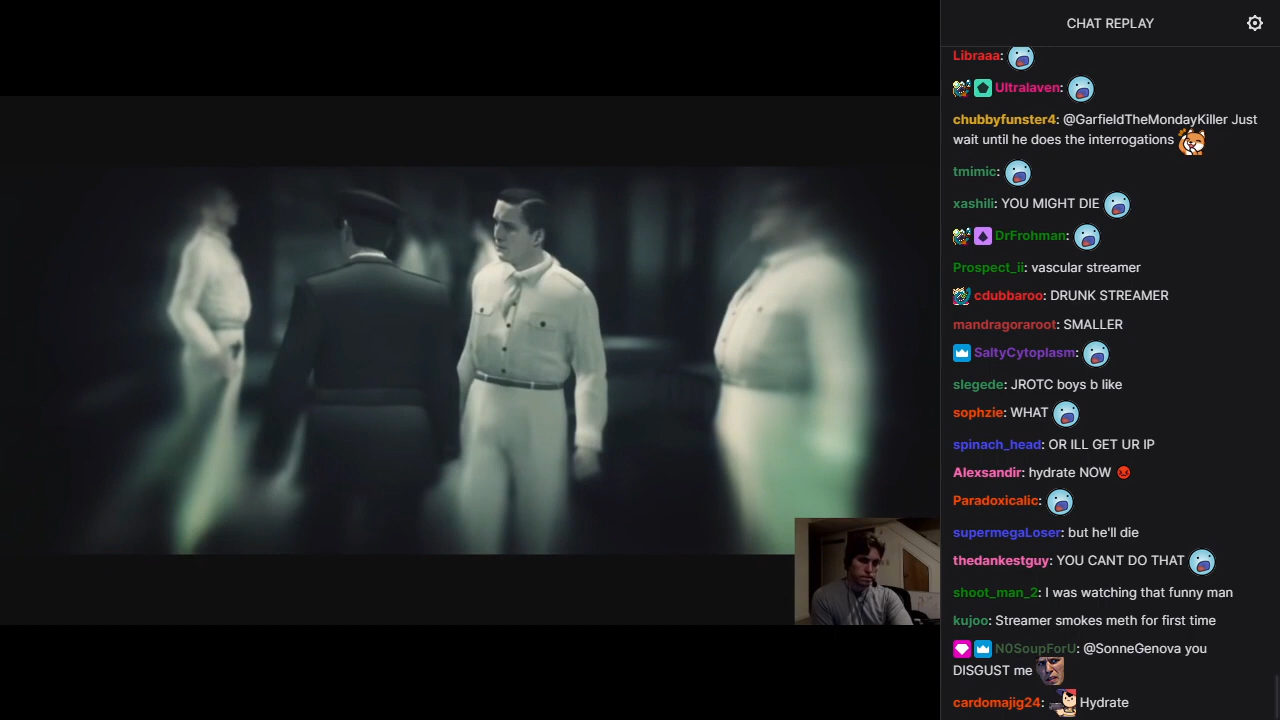 CHAT REPLAY
Libraaa:
Ultralaven:
chubbyfunster4: @GarfieldTheMondayKiller Just
wait until he does the interrogations
tmimic:
xashili: YOU MIGHT DIE
DrFrohman:
Prospect_ii: vascular streamer
cdubbaroo: DRUNK STREAMER
mandragoraroot: SMALLER
SaltyCytoplasm:
slegede: JROTC boys b like
sophzie: WHAT
spinach_head: OR ILL GET UR IP
Alexsandir: hydrate NOW
Paradoxicalic:
supermegaLoser: but he'll die
thedankestguy: YOU CANT DO THAT
shoot_man_2: I was watching that funny man
kujoo: Streamer smokes meth for first time
N0SoupForU: @SonneGenova you
DISGUST me
cardomajig24: Hydrate